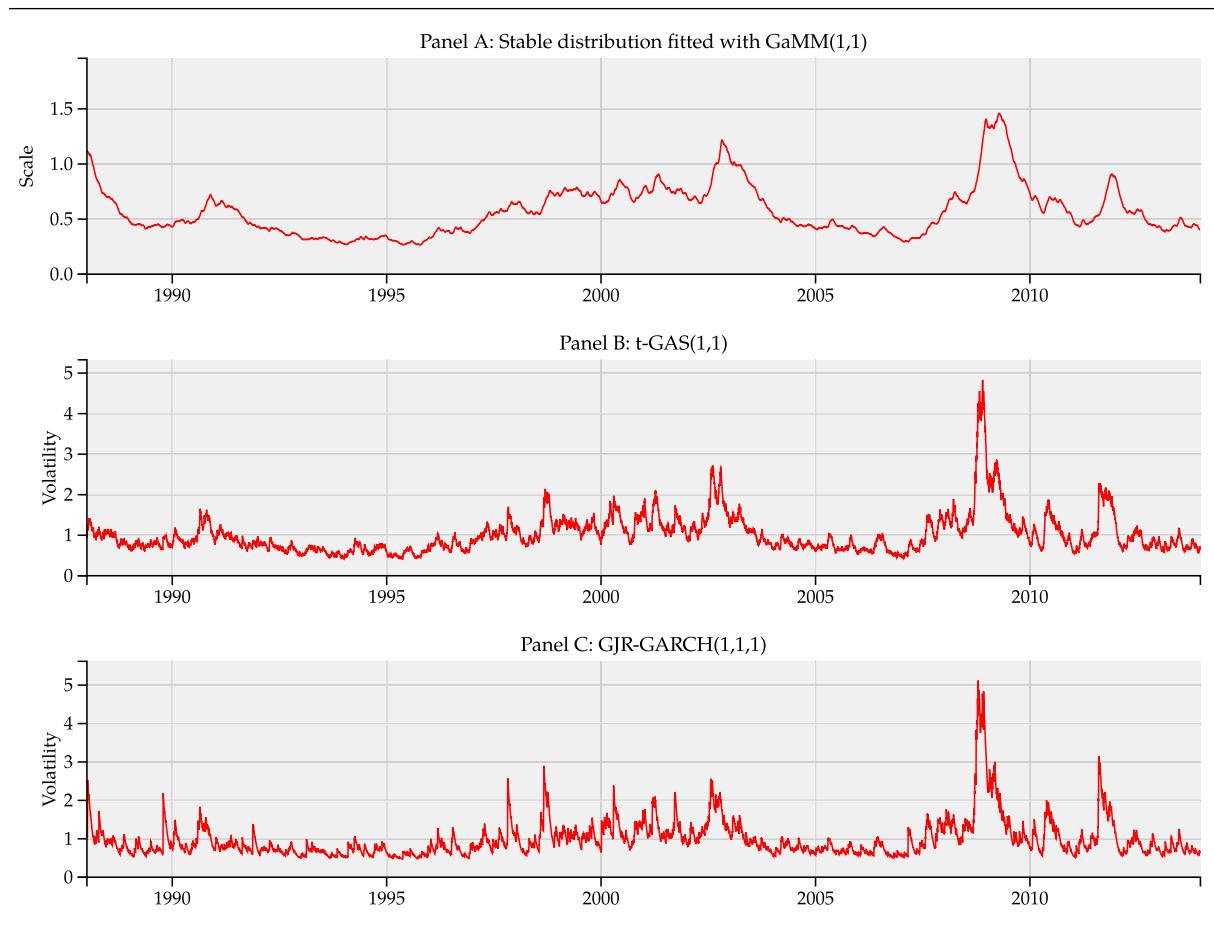 Panel A: Stable distribution fitted with GaMM(1,1)
Scale
1.5
1.0
0.5
0.0
1990 1995 2000 2005 2010
Panel B: t-GAS(1,1)
Volatility
5
4
3
2
1
0
1990 1995 2000 2005 2010
Panel C: GJR-GARCH(1,1,1)
Volatility
5
4
3
2
1
0
1990 1995 2000 2005 2010